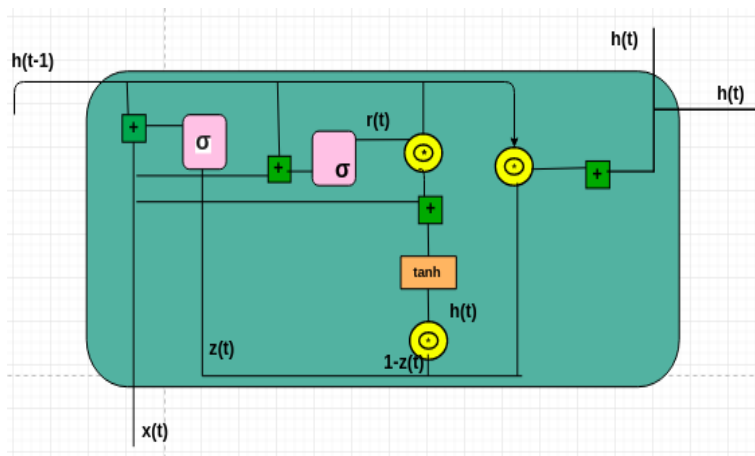 h(t)
h(t-1)
h(t)
r(t)
+
σ
+
σ
*
*
+
+
tanh
h(t)
*
z(t)
1-z(t)
x(t)